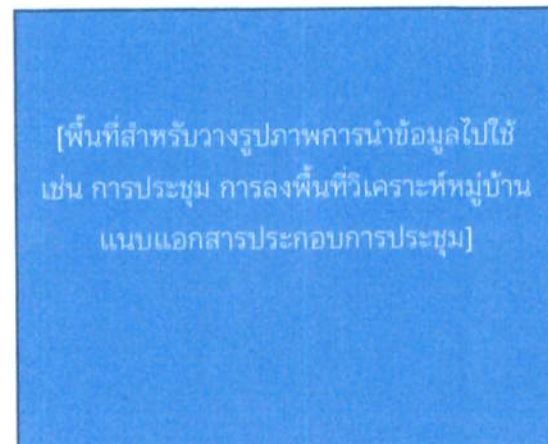 [พื้นที่สำหรับวางรูปภาพการนำข้อมูลไปใช้
เช่น การประชุม การลงพื้นที่วิเคราะห์หมู่บ้าน
แนบแอกสารประกอบการประชุม]